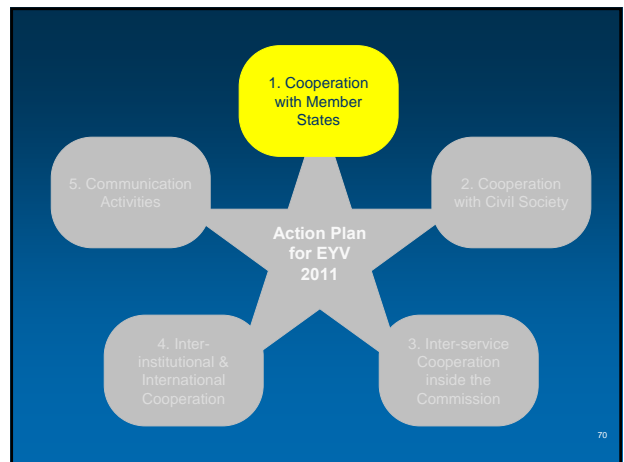 1. Cooperation
with Member
States
5. Communication
Activities
2. Cooperation
with Civil Society
Action Plan
for EYV
2011
4. Inter-
institutional &
International
Cooperation
3. Inter-service
Cooperation
inside the
Commission
70